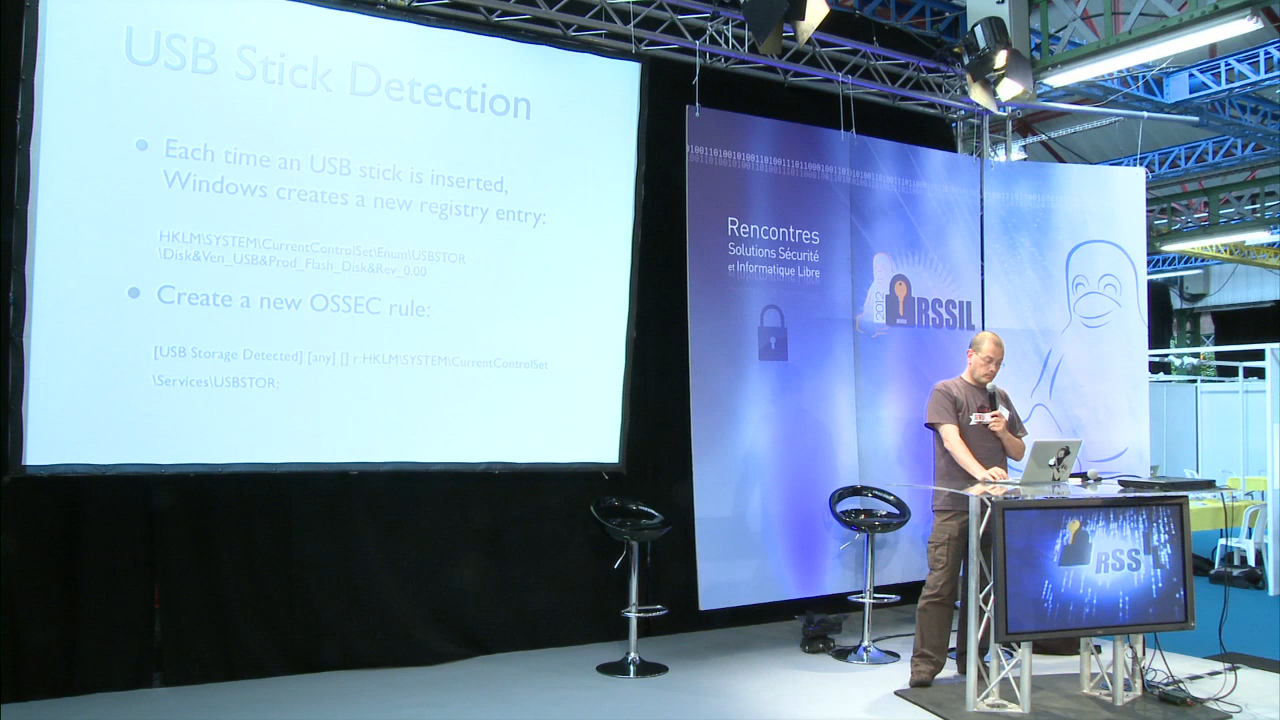 USB Stick Detection
• Each time an USB stick is inserted,
Windows creates a new registry entry:
HKLM\SYSTEM\CurrentControlSet\Enum\USBSTOR
\Disk&Ven_USB&Prod_Flash_Disk&Rev_0.00
• Create a new OSSEC rule:
[USB Storage Detected] [any] [] r:HKLM\SYSTEM\CurrentControlSet
\Services\USBSTOR;
Rencontres
Solutions Sécurité
et Informatique Libre
2012
RSSIL
RSS